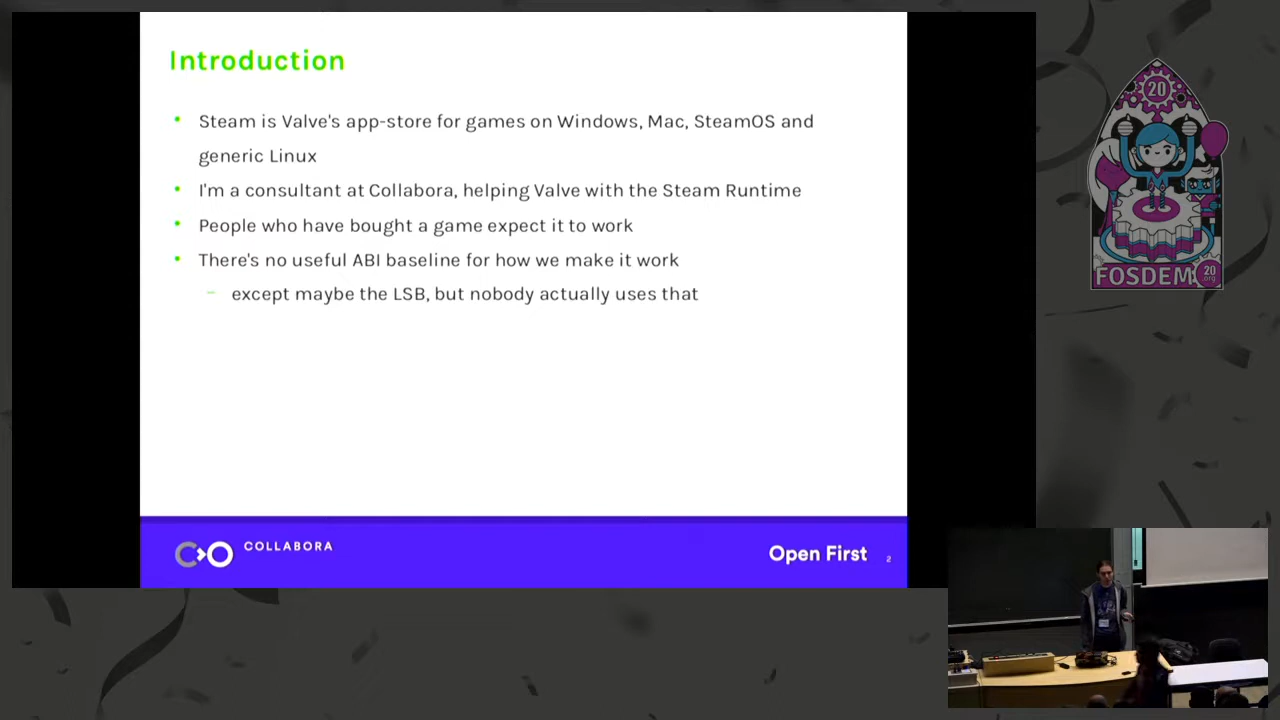 Introduction
• Steam is Valve's app-store for games on Windows, Mac, SteamOS and
generic Linux
• I'm a consultant at Collabora, helping Valve with the Steam Runtime
• People who have bought a game expect it to work
• There's no useful ABI baseline for how we make it work
– except maybe the LSB, but nobody actually uses that
COLLABORA
Open First
2
20
FOSDEM
20
.org